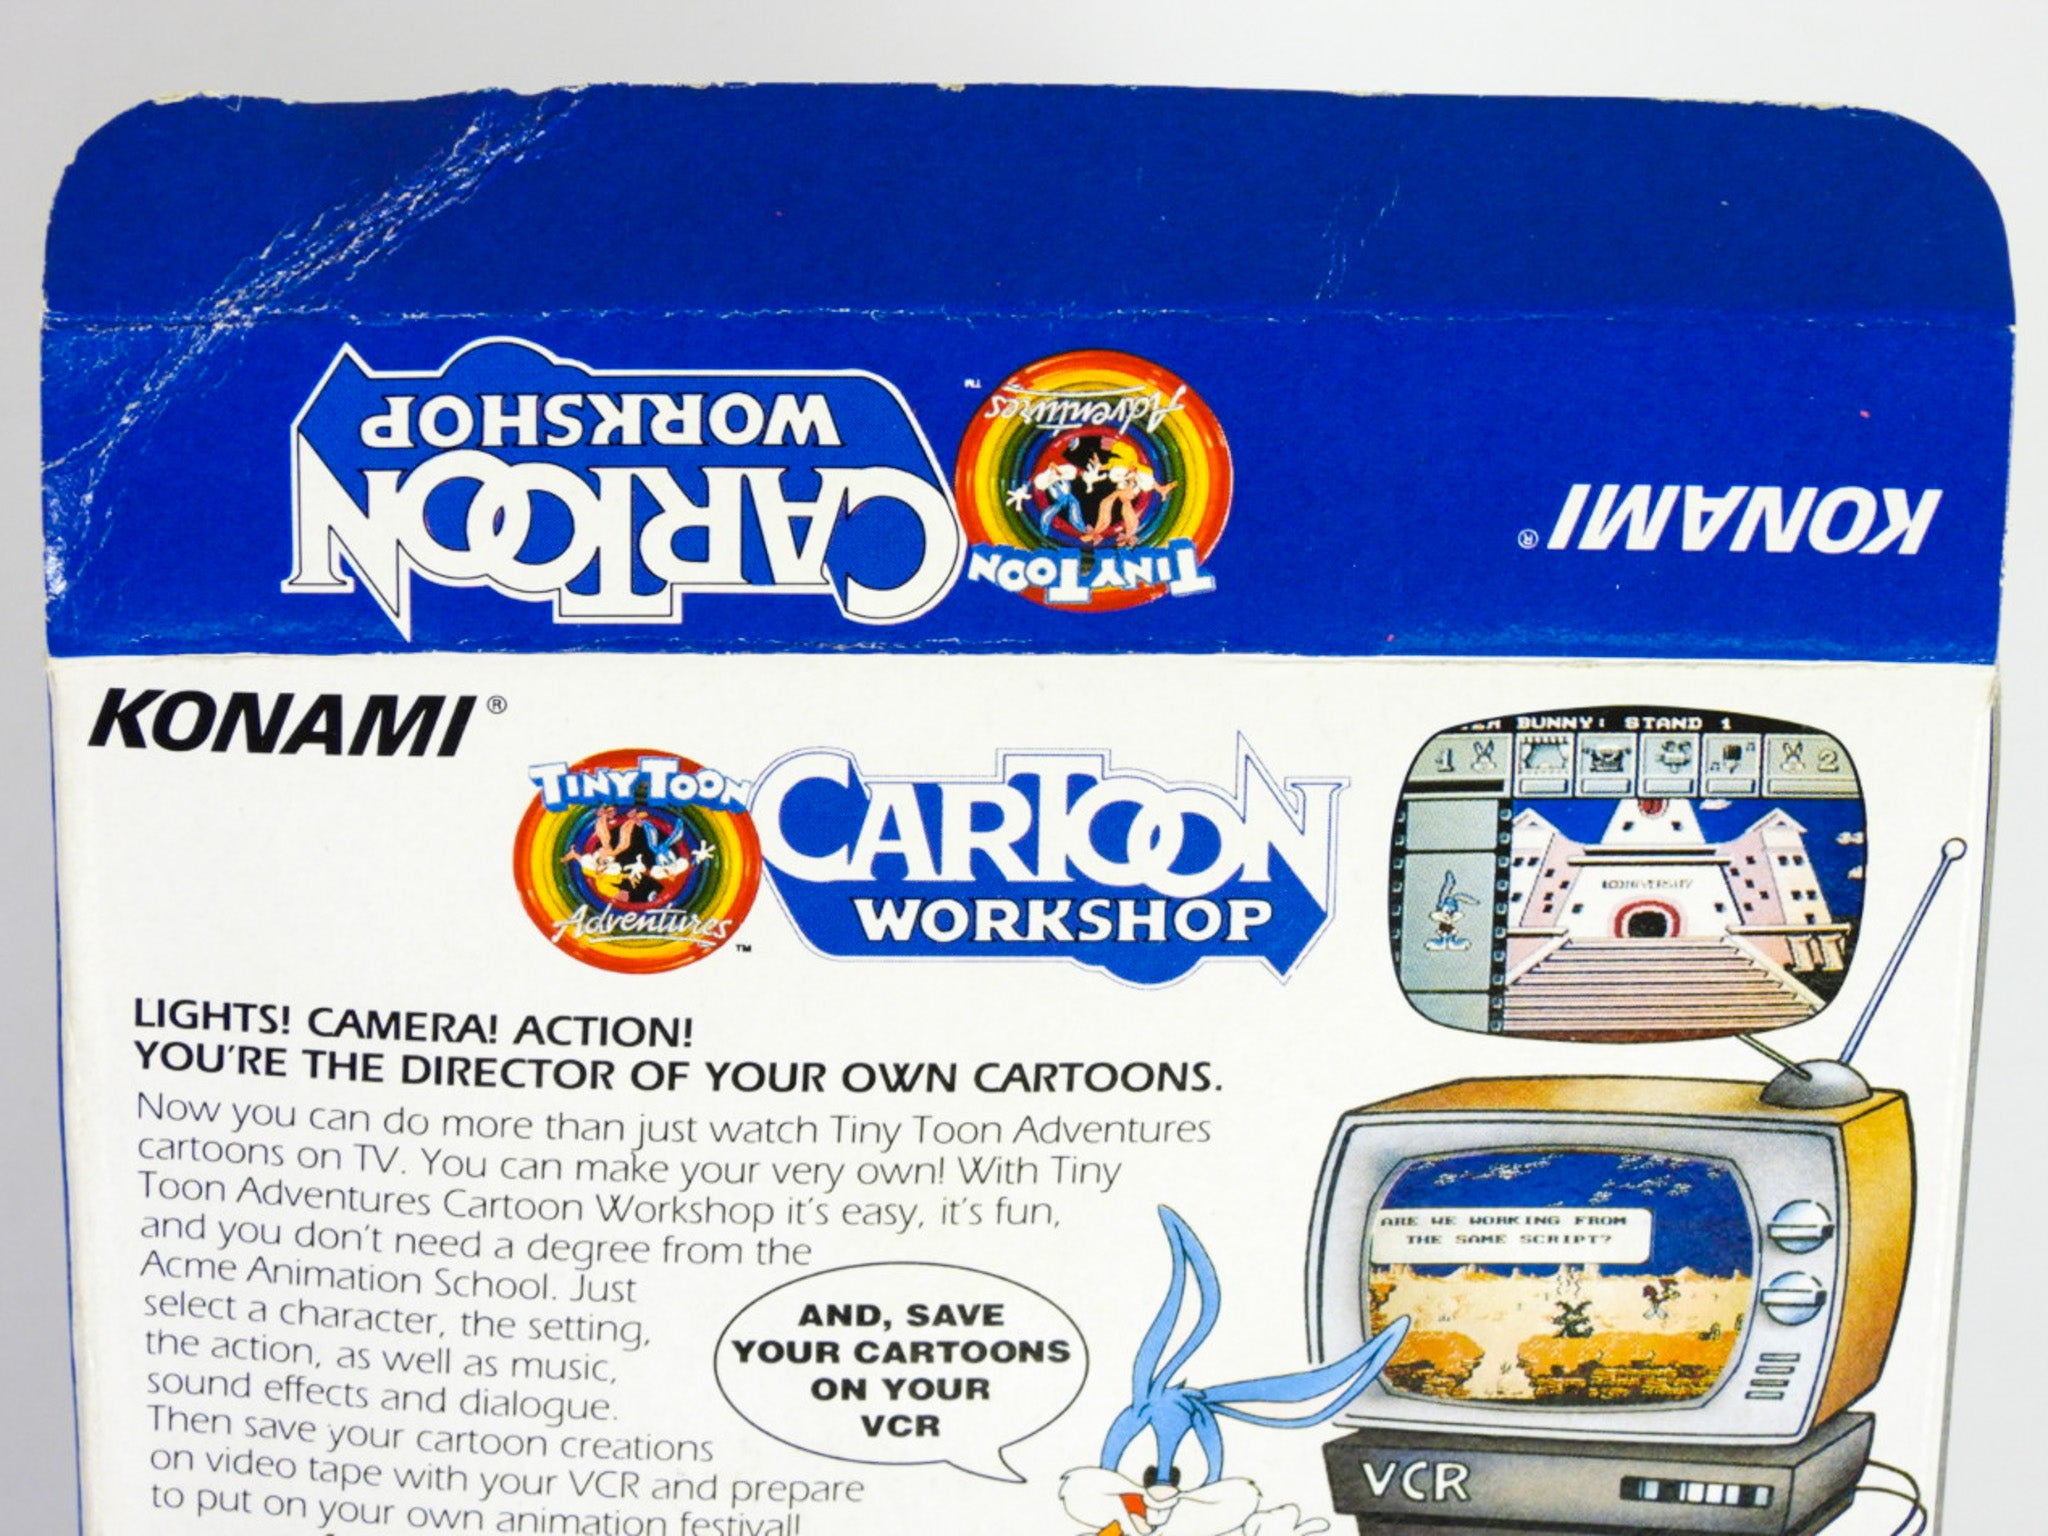 CARTOON
WORKSHOP
TINY TOON
Adventures
TM
KONAMI®
KONAMI®
TINY TOON
Adventures
TM
CARTOON
WORKSHOP
BUNNY: STAND 1
1
2
LIGHTS! CAMERA! ACTION!
YOU'RE THE DIRECTOR OF YOUR OWN CARTOONS.
Now you can do more than just watch Tiny Toon Adventures
cartoons on TV. You can make your very own! With Tiny
Toon Adventures Cartoon Workshop it's easy, it's fun,
and you don't need a degree from the
Acme Animation School. Just
select a character, the setting,
the action, as well as music,
sound effects and dialogue.
Then save your cartoon creations
on video tape with your VCR and prepare
to put on your own animation festival!
AND, SAVE
YOUR CARTOONS
ON YOUR
VCR
ARE WE WORKING FROM
THE SAME SCRIPT?
VCR